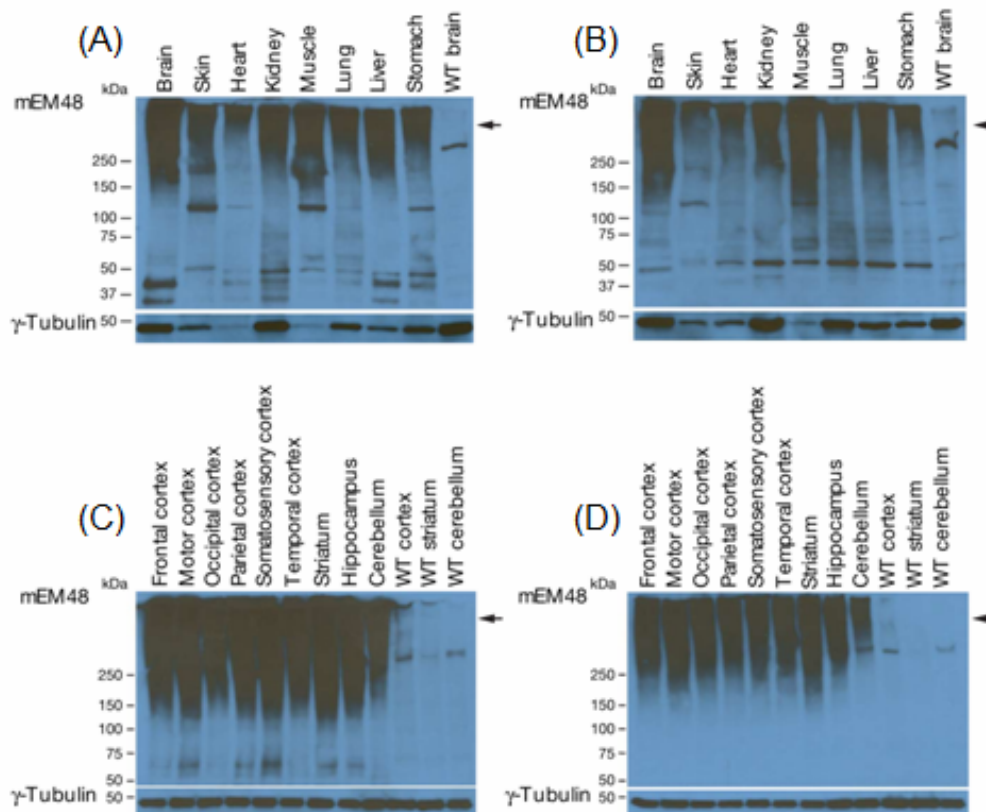 (A)
Brain
Skin
Heart
Kidney
Muscle
Lung
Liver
Stomach
WT brain
kDa
mEM48
250
150
100
75
50
37
γ-Tubulin 50
(B)
Brain
Skin
Heart
Kidney
Muscle
Lung
Liver
Stomach
WT brain
kDa
mEM48
250
150
100
75
50
37
γ-Tubulin 50
(C)
Frontal cortex
Motor cortex
Occipital cortex
Parietal cortex
Somatosensory cortex
Temporal cortex
Striatum
Hippocampus
Cerebellum
WT cortex
WT striatum
WT cerebellum
kDa
mEM48
250
150
100
75
50
γ-Tubulin 50
(D)
Frontal cortex
Motor cortex
Occipital cortex
Parietal cortex
Somatosensory cortex
Temporal cortex
Striatum
Hippocampus
Cerebellum
WT cortex
WT striatum
WT cerebellum
kDa
mEM48
250
150
100
75
50
γ-Tubulin 50